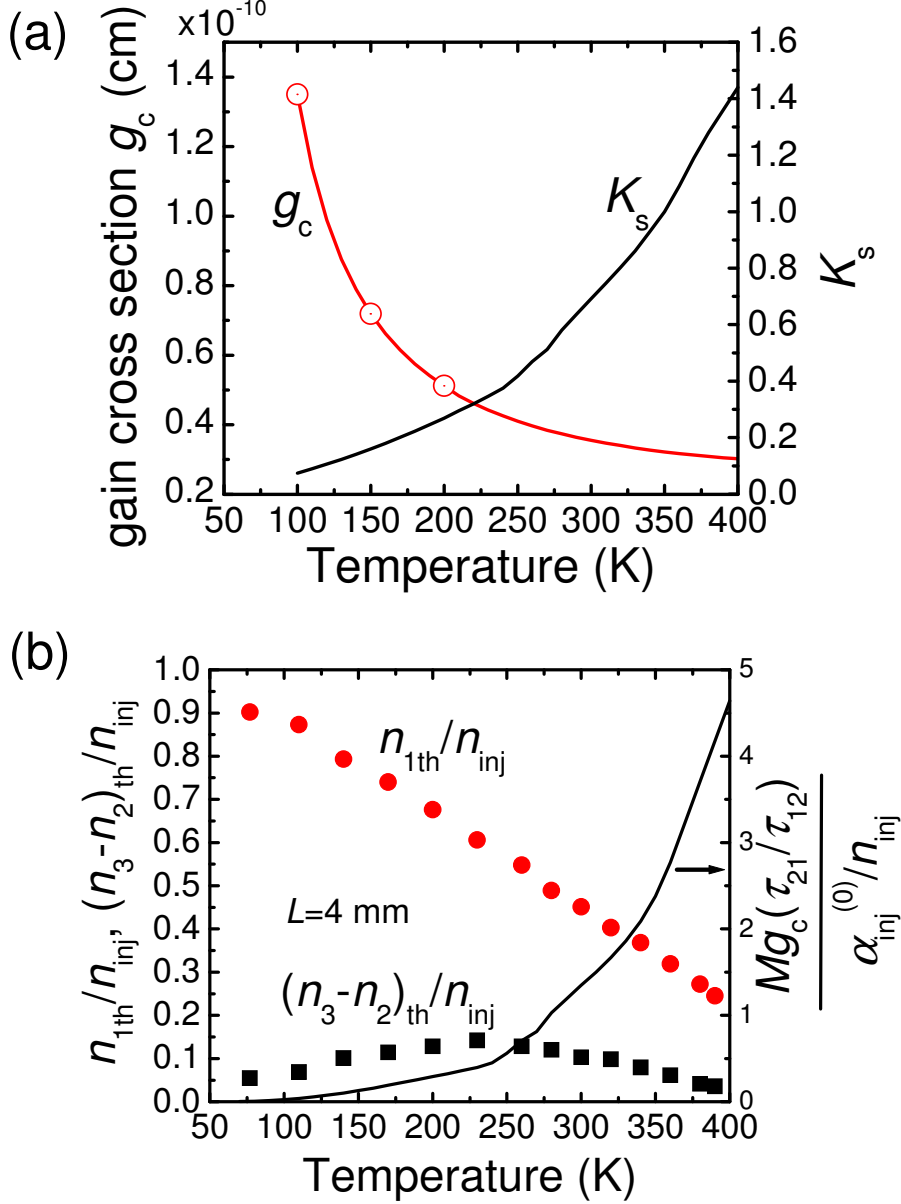 (a)
×10⁻¹⁰
gain cross section g_c (cm)
1.4
1.2
1.0
0.8
0.6
0.4
0.2
1.6
1.4
1.2
1.0
0.8
0.6
0.4
0.2
0.0
K_s
g_c
K_s
50 100 150 200 250 300 350 400
Temperature (K)
(b)
n_1th/n_inj, (n_3-n_2)_th/n_inj
1.0
0.9
0.8
0.7
0.6
0.5
0.4
0.3
0.2
0.1
0.0
5
4
3
2
1
0
Mg_c(τ_21/τ_12)
α_inj^(0)/n_inj
n_1th/n_inj
L=4 mm
(n_3-n_2)_th/n_inj
50 100 150 200 250 300 350 400
Temperature (K)